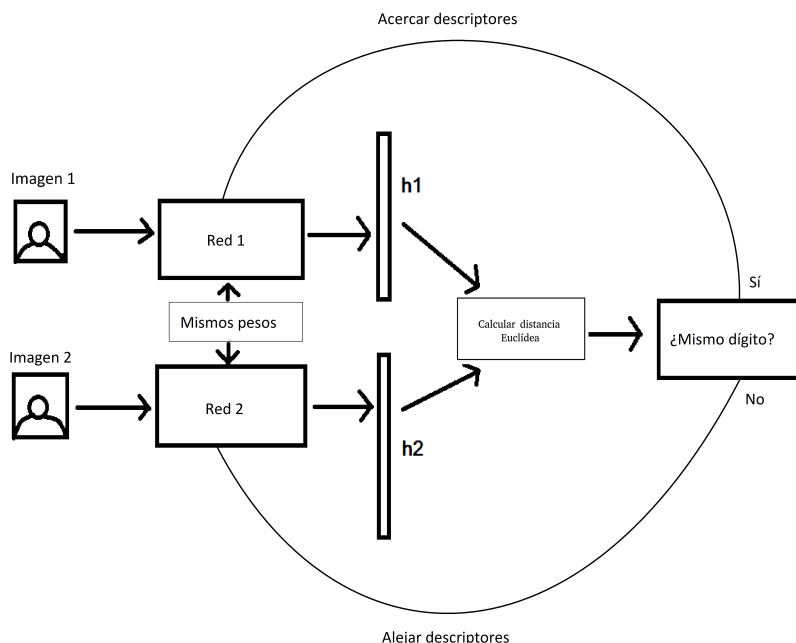 Acercar descriptores
Imagen 1
h1
Red 1
Sí
Mismos pesos
Calcular distancia
Euclídea
¿Mismo dígito?
Imagen 2
No
Red 2
h2
Alejar descriptores